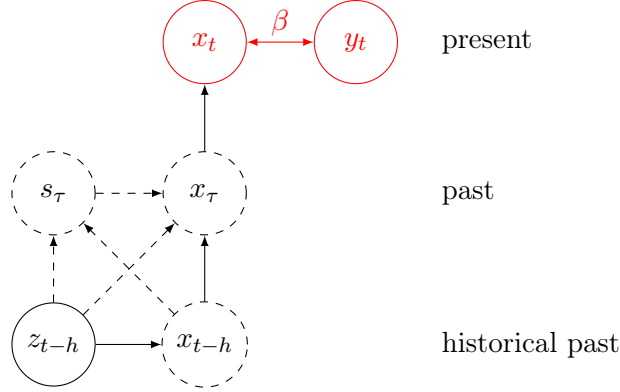 x_t β y_t present
s_τ x_τ past
z_{t−h} x_{t−h} historical past